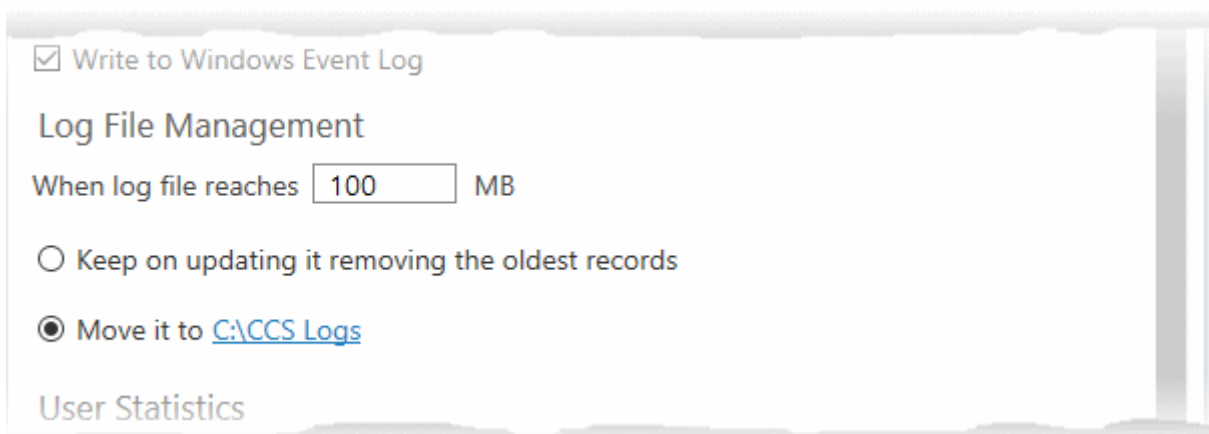 Write to Windows Event Log
Log File Management
When log file reaches 100 MB
Keep on updating it removing the oldest records
Move it to C:\CCS Logs
User Statistics